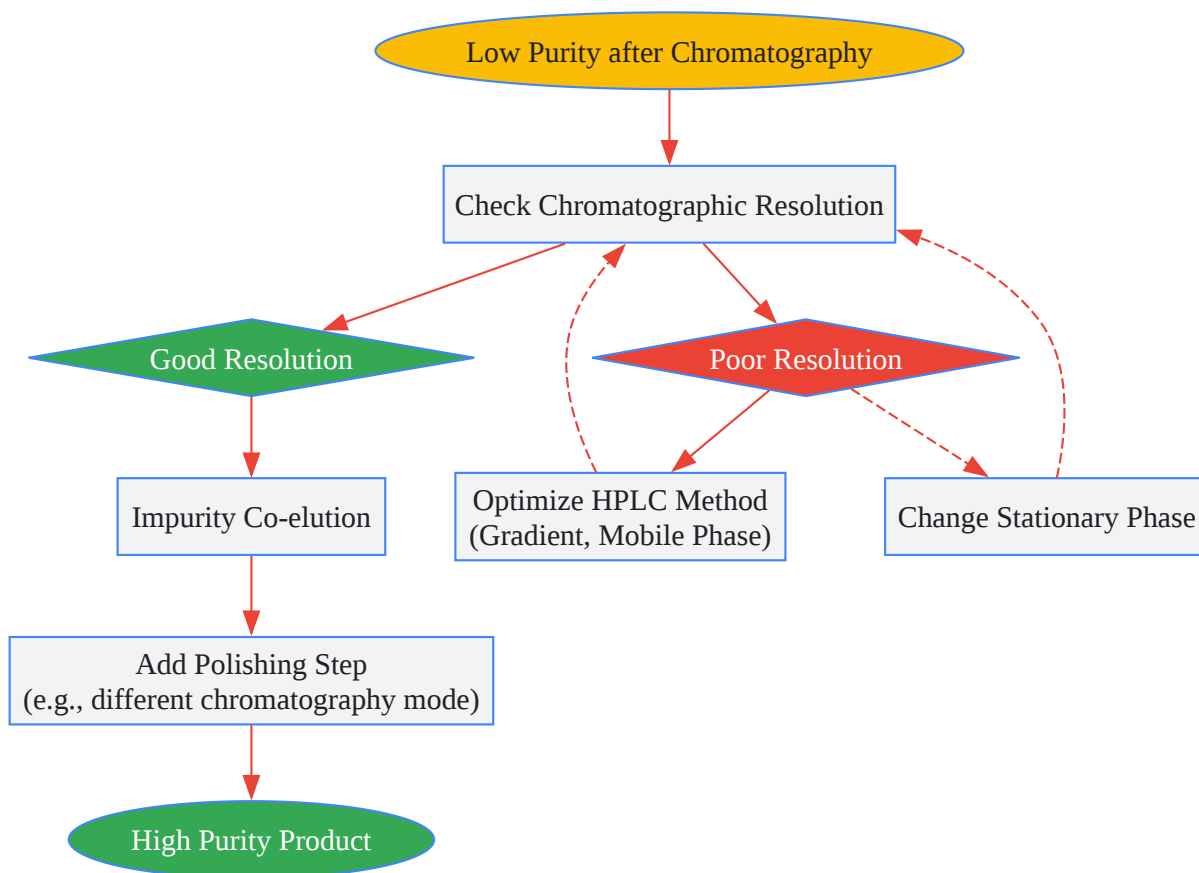 Low Purity after Chromatography
Check Chromatographic Resolution
Good Resolution
Poor Resolution
Impurity Co-elution
Optimize HPLC Method
(Gradient, Mobile Phase)
Change Stationary Phase
Add Polishing Step
(e.g., different chromatography mode)
High Purity Product